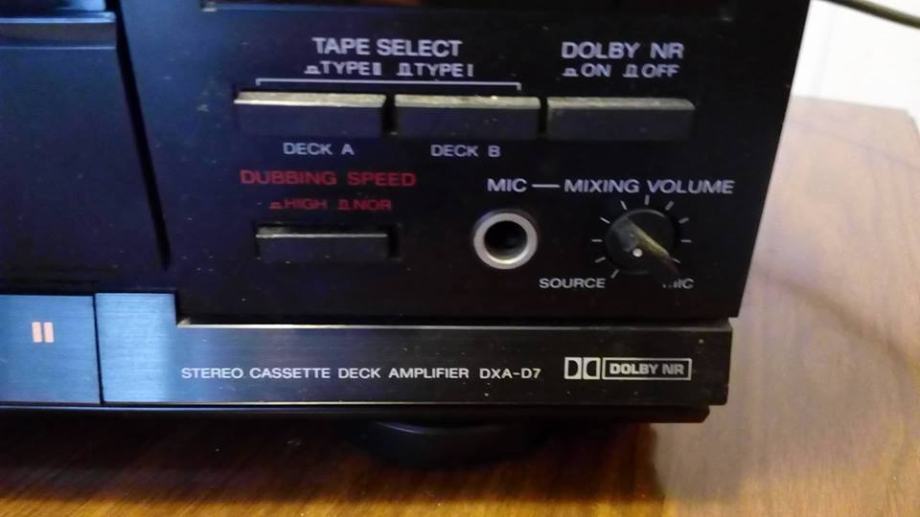 TAPE SELECT
TYPE II TYPE I
DOLBY NR
ON OFF
DECK A
DECK B
DUBBING SPEED
HIGH NOR
MIC — MIXING VOLUME
SOURCE MIC
STEREO CASSETTE DECK AMPLIFIER DXA-D7
DOLBY NR